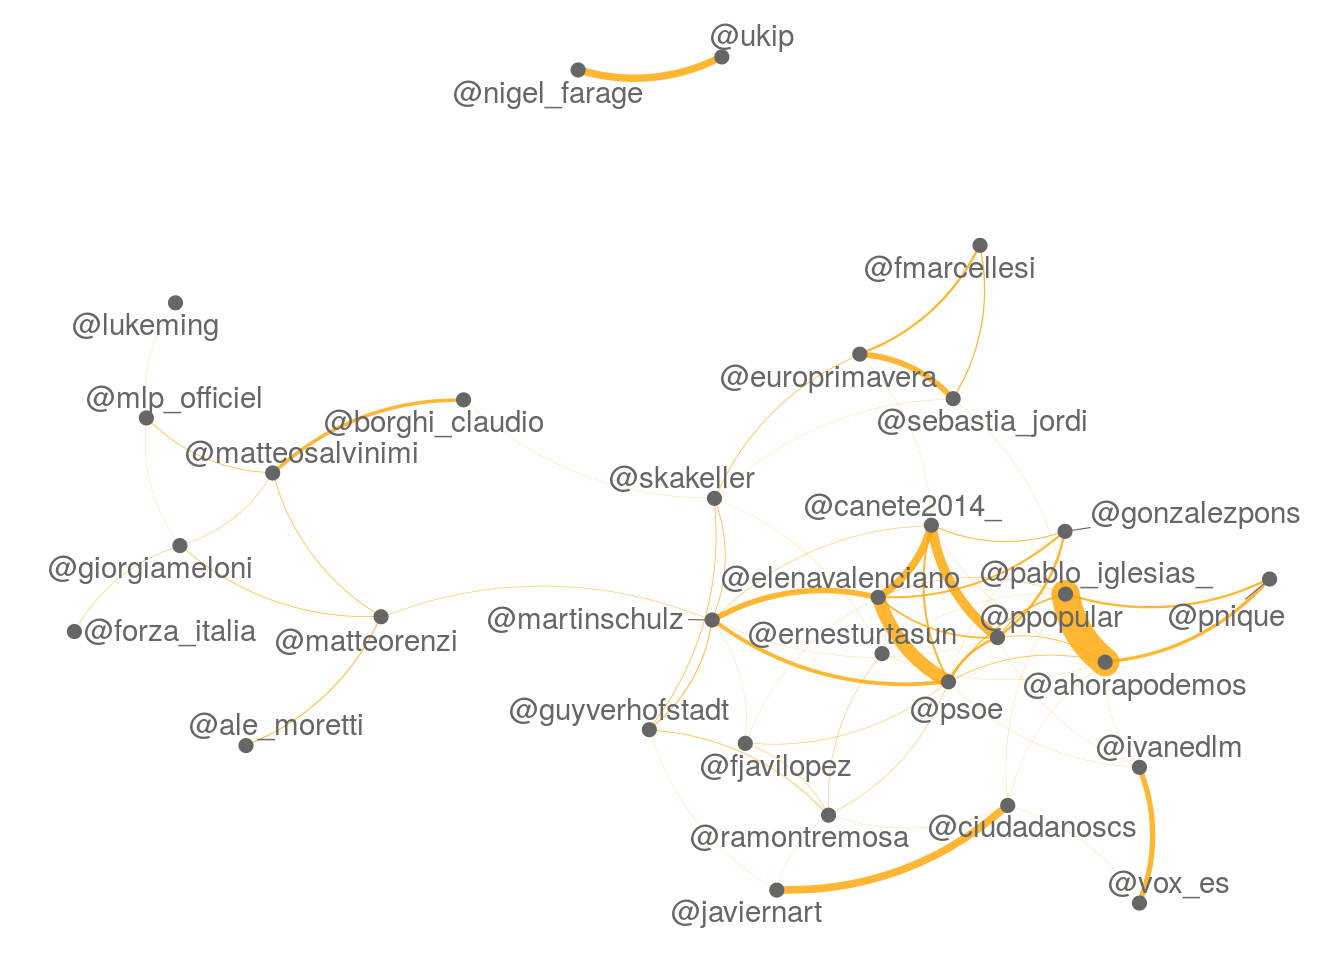 @ukip
@nigel_farage
@fmarcellesi
@lukeming
@europrimavera
@mlp_officiel
@borghi_claudio
@sebastia_jordi
@matteosalvinimi
@skakeller
@canete2014_
@gonzalezpons
@giorgiameloni
@elenavalenciano
@pablo_iglesias_
@martinschulz
@ppopular
@pnique
@forza_italia
@matteorenzi
@ernesturtasun
@ahorapodemos
@guyverhofstadt
@psoe
@ale_moretti
@ivanedlm
@fjavilopez
@ciudadanoscs
@ramontremosa
@vox_es
@javiernart